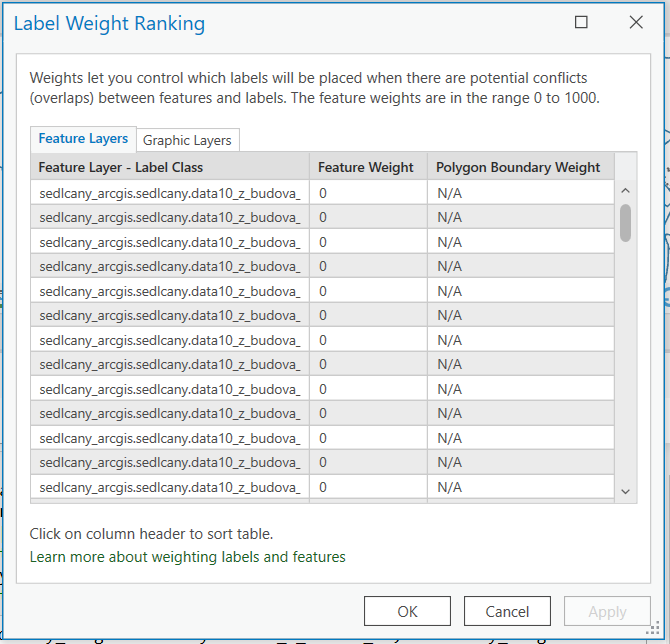 Label Weight Ranking
Weights let you control which labels will be placed when there are potential conflicts
(overlaps) between features and labels. The feature weights are in the range 0 to 1000.
Feature Layers Graphic Layers
Feature Layer - Label Class Feature Weight Polygon Boundary Weight
sedlcany_arcgis.sedlcany.data10_z_budova_ 0 N/A
sedlcany_arcgis.sedlcany.data10_z_budova_ 0 N/A
sedlcany_arcgis.sedlcany.data10_z_budova_ 0 N/A
sedlcany_arcgis.sedlcany.data10_z_budova_ 0 N/A
sedlcany_arcgis.sedlcany.data10_z_budova_ 0 N/A
sedlcany_arcgis.sedlcany.data10_z_budova_ 0 N/A
sedlcany_arcgis.sedlcany.data10_z_budova_ 0 N/A
sedlcany_arcgis.sedlcany.data10_z_budova_ 0 N/A
sedlcany_arcgis.sedlcany.data10_z_budova_ 0 N/A
sedlcany_arcgis.sedlcany.data10_z_budova_ 0 N/A
sedlcany_arcgis.sedlcany.data10_z_budova_ 0 N/A
sedlcany_arcgis.sedlcany.data10_z_budova_ 0 N/A
sedlcany_arcgis.sedlcany.data10_z_budova_ 0 N/A
Click on column header to sort table.
Learn more about weighting labels and features
OK Cancel Apply